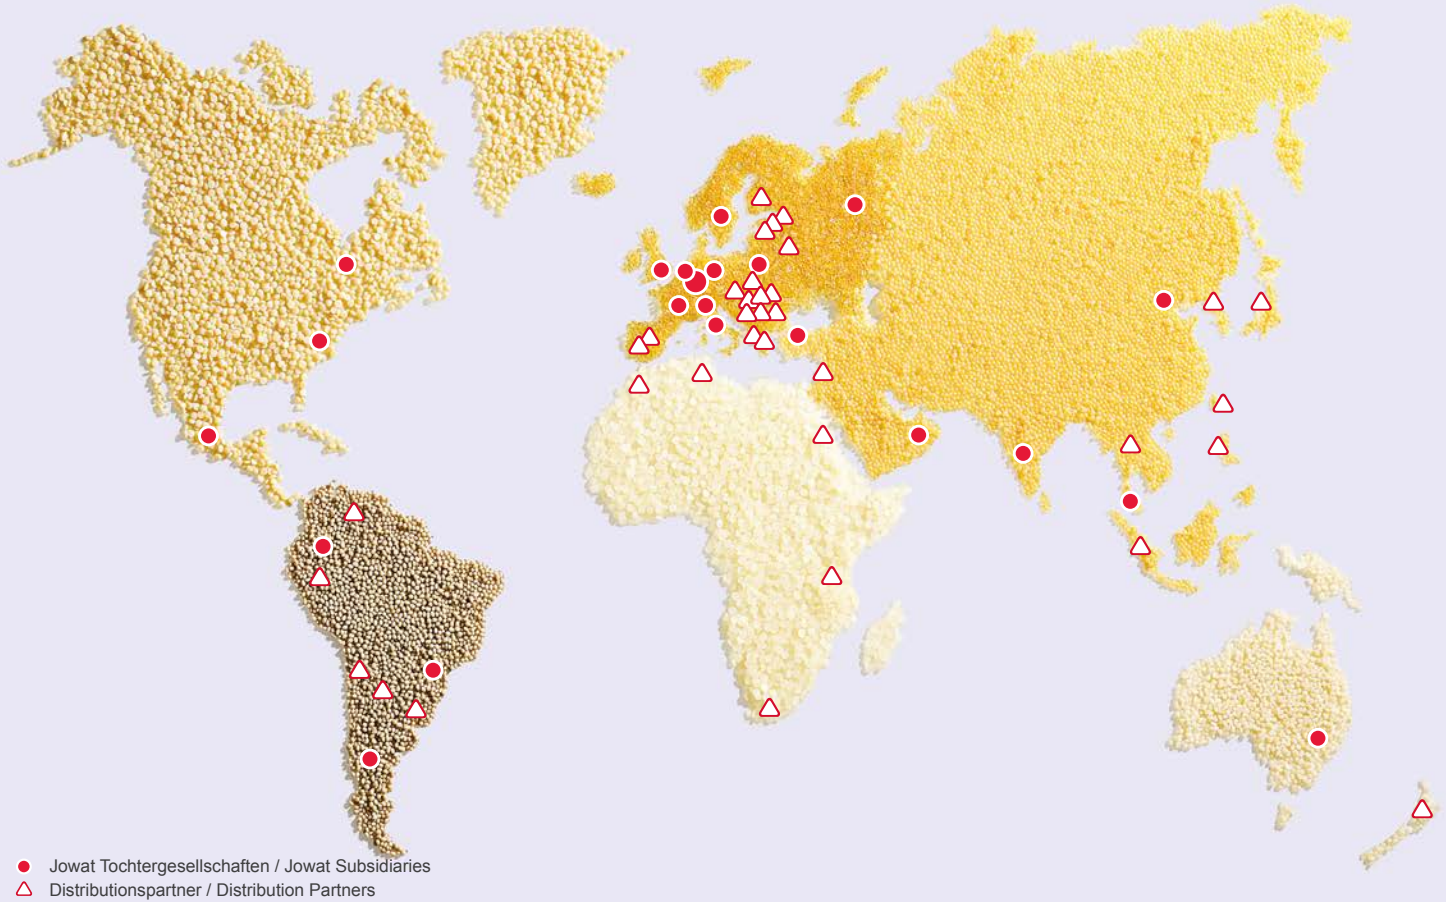 Jowat Tochtergesellschaften / Jowat Subsidiaries
Distributionspartner / Distribution Partners